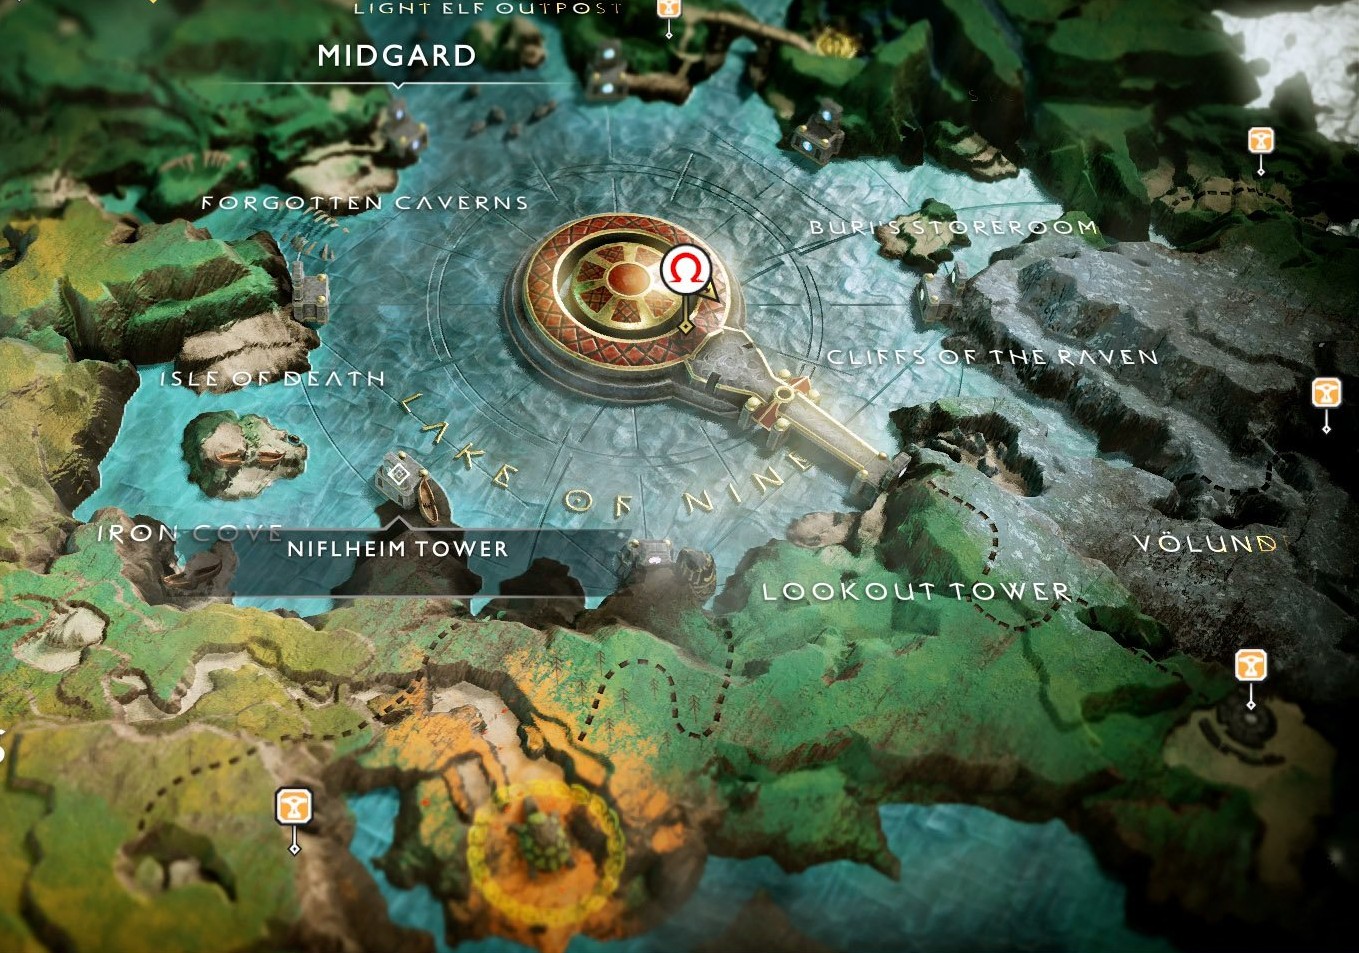 LIGHT ELF OUTPOST
MIDGARD
FORGOTTEN CAVERNS
BURI'S STOREROOM
CLIFFS OF THE RAVEN
ISLE OF DEATH
LAKE OF NINE
IRON COVE
NIFLHEIM TOWER
VÖLUND
LOOKOUT TOWER
S